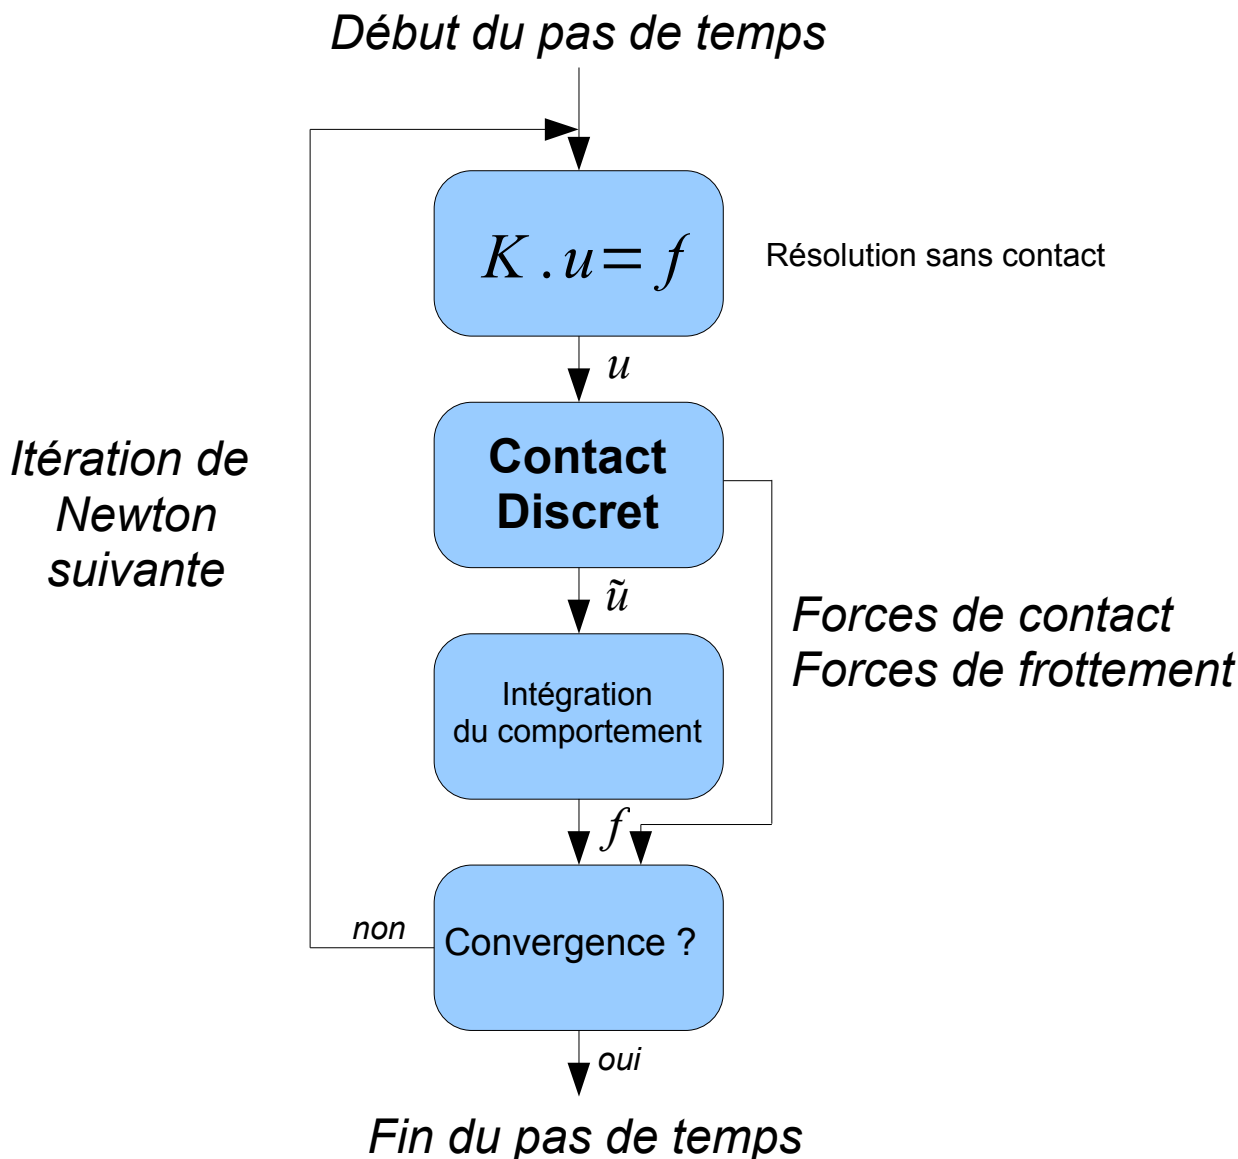 Début du pas de temps
K . u = f
Résolution sans contact
u
Contact
Discret
Itération de
Newton
suivante
ũ
Forces de contact
Forces de frottement
Intégration
du comportement
f
non
Convergence ?
oui
Fin du pas de temps